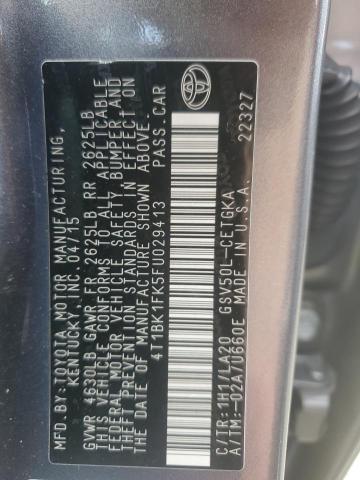 MFD. BY:TOYOTA MOTOR MANUFACTURING,
KENTUCKY, INC. 04/15
GVWR 4630LB GAWR FR 2625LB RR 2625LB
THIS VEHICLE CONFORMS TO ALL APPLICABLE
FEDERAL MOTOR VEHICLE SAFETY, BUMPER AND
THEFT PREVENTION STANDARDS IN EFFECT ON THE
DATE OF MANUFACTURE SHOWN ABOVE.
4T1BK1FK5FU029413 PASS. CAR
C/TR:1H1/LA20 GSV50L-CETGKA
A/TM:-02A/U660E MADE IN U.S.A.
22327
TOYOTA